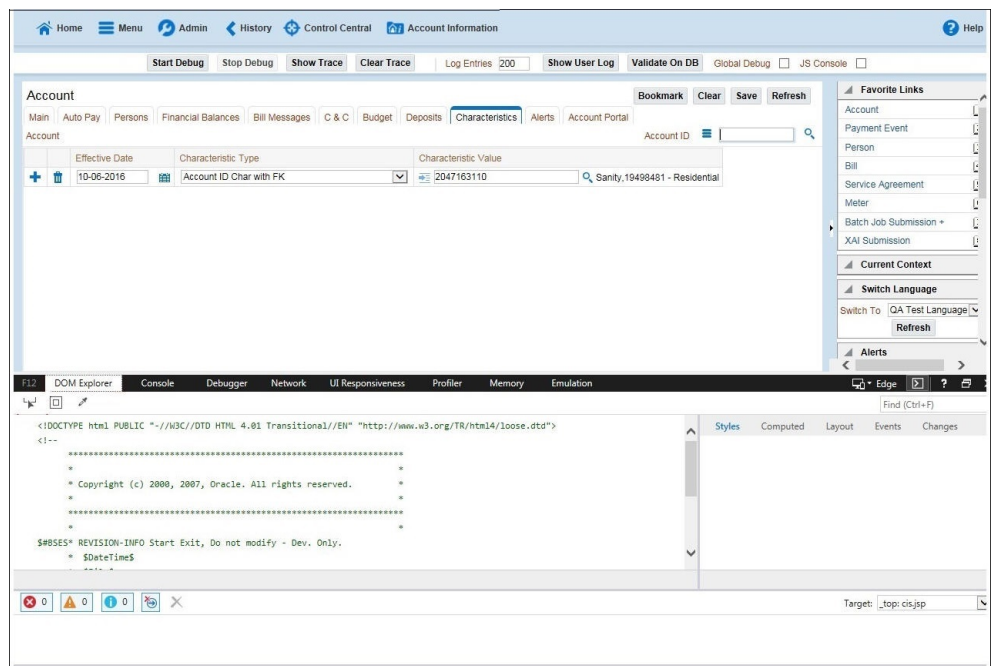 Home Menu Admin History Control Central Account Information Help
Start Debug Stop Debug Show Trace Clear Trace Log Entries 200 Show User Log Validate On DB Global Debug JS Console
Account Bookmark Clear Save Refresh
Main Auto Pay Persons Financial Balances Bill Messages C & C Budget Deposits Characteristics Alerts Account Portal
Account Account ID
Effective Date Characteristic Type Characteristic Value
10-06-2016 Account ID Char with FK 2047163110 Sanity,19498481 - Residential
Favorite Links
Account
Payment Event
Person
Bill
Service Agreement
Meter
Batch Job Submission +
XAI Submission
Current Context
Switch Language
Switch To QA Test Language
Refresh
Alerts
F12 DOM Explorer Console Debugger Network UI Responsiveness Profiler Memory Emulation Edge ?
Find (Ctrl+F)
<!DOCTYPE html PUBLIC "-//W3C//DTD HTML 4.01 Transitional//EN" "http://www.w3.org/TR/html4/loose.dtd">
<!--
******************************************************************
* *
* Copyright (c) 2000, 2007, Oracle. All rights reserved. *
* *
******************************************************************
* *
$#BSES* REVISION-INFO Start Exit, Do not modify - Dev. Only.
* $DateTime$
Styles Computed Layout Events Changes
0 0 0
Target: _top: cis.jsp